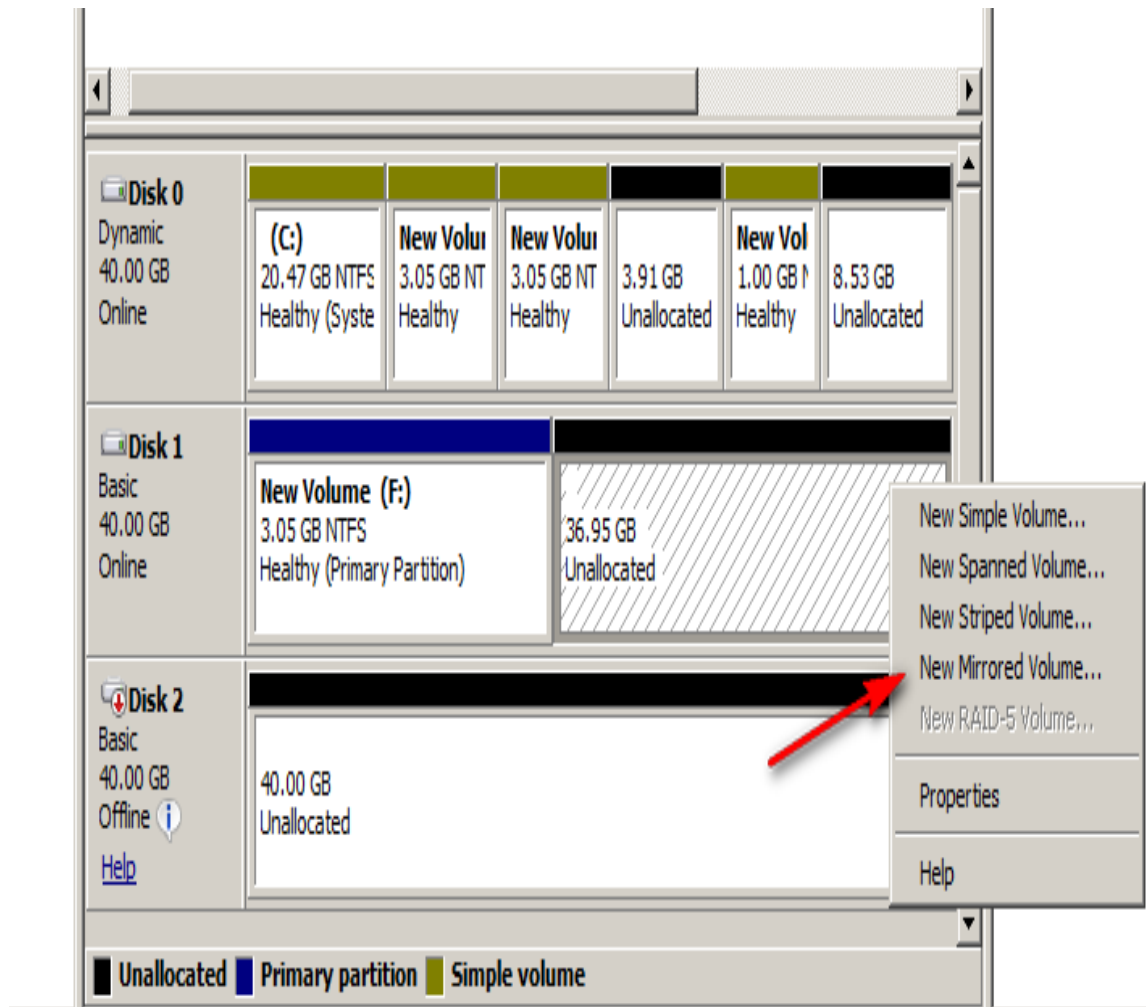 Disk 0
Dynamic
40.00 GB
Online
(C:)
20.47 GB NTFS
Healthy (Syste
New Volu
3.05 GB NT
Healthy
New Volu
3.05 GB NT
Healthy
3.91 GB
Unallocated
New Vol
1.00 GB
Healthy
8.53 GB
Unallocated
Disk 1
Basic
40.00 GB
Online
New Volume (F:)
3.05 GB NTFS
Healthy (Primary Partition)
36.95 GB
Unallocated
New Simple Volume...
New Spanned Volume...
New Striped Volume...
New Mirrored Volume...
New RAID-5 Volume...
Properties
Help
Disk 2
Basic
40.00 GB
Offline
Help
40.00 GB
Unallocated
Unallocated Primary partition Simple volume